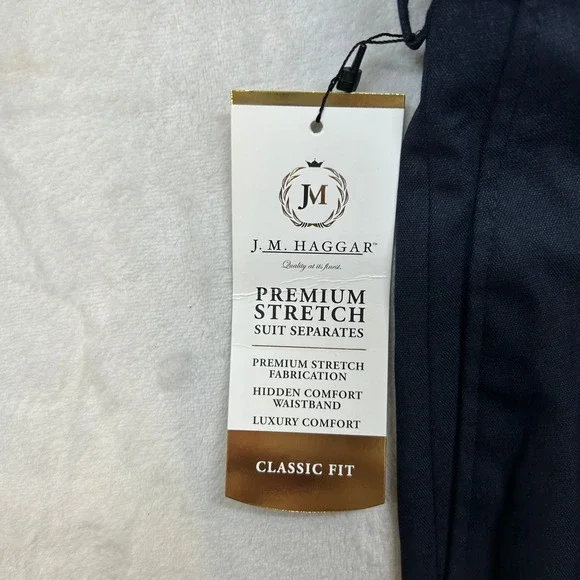 JM
J. M. HAGGAR™
Quality at its finest.
PREMIUM
STRETCH
SUIT SEPARATES
PREMIUM STRETCH
FABRICATION
HIDDEN COMFORT
WAISTBAND
LUXURY COMFORT
CLASSIC FIT